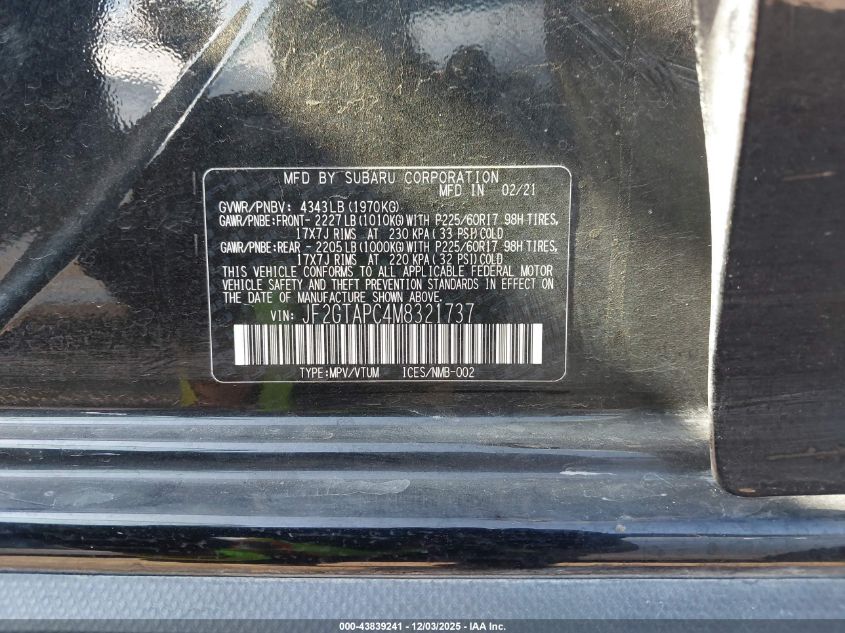 MFD BY SUBARU CORPORATION
MFD IN 02/21
GVWR/PNBV: 4343LB(1970KG)
GAWR/PNBE:FRONT- 2227LB(1010KG)WITH P225/60R17 98H TIRES,
17X7J RIMS AT 230 KPA( 33 PSI)COLD
GAWR/PNBE:REAR - 2205LB(1000KG)WITH P225/60R17 98H TIRES,
17X7J RIMS AT 220 KPA( 32 PSI)COLD
THIS VEHICLE CONFORMS TO ALL APPLICABLE FEDERAL MOTOR
VEHICLE SAFETY AND THEFT PREVENTION STANDARDS IN EFFECT
ON THE DATE OF MANUFACTURE SHOWN ABOVE.
VIN: JF2GTAPC4M8321737
TYPE:MPV/VTUM ICES/NMB-002
000-43839241 - 12/03/2025 - IAA Inc.